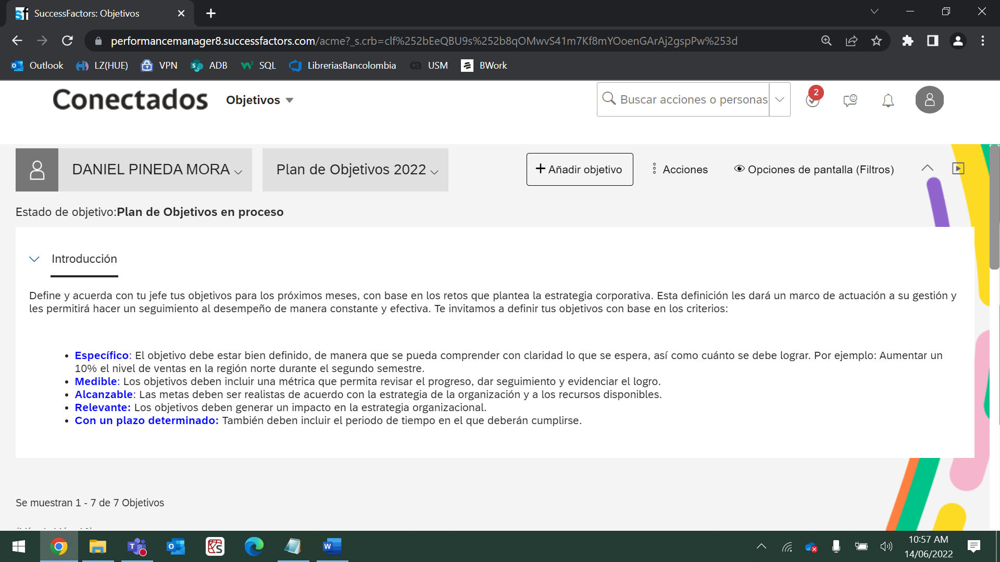 SuccessFactors: Objetivos
performancemanager8.successfactors.com/acme?_s.crb=clf%252bEeQBU9s%252b8qOMwvS41m7Kf8mYOoenGArAj2gspPw%253d
Outlook LZ(HUE) VPN ADB SQL LibreriasBancolombia USM BWork
Conectados Objetivos Buscar acciones o personas 2
DANIEL PINEDA MORA Plan de Objetivos 2022 + Añadir objetivo Acciones Opciones de pantalla (Filtros)
Estado de objetivo:Plan de Objetivos en proceso
Introducción
Define y acuerda con tu jefe tus objetivos para los próximos meses, con base en los retos que plantea la estrategia corporativa. Esta definición les dará un marco de actuación a su gestión y
les permitirá hacer un seguimiento al desempeño de manera constante y efectiva. Te invitamos a definir tus objetivos con base en los criterios:
• Específico: El objetivo debe estar bien definido, de manera que se pueda comprender con claridad lo que se espera, así como cuánto se debe lograr. Por ejemplo: Aumentar un
10% el nivel de ventas en la región norte durante el segundo semestre.
• Medible: Los objetivos deben incluir una métrica que permita revisar el progreso, dar seguimiento y evidenciar el logro.
• Alcanzable: Las metas deben ser realistas de acuerdo con la estrategia de la organización y a los recursos disponibles.
• Relevante: Los objetivos deben generar un impacto en la estrategia organizacional.
• Con un plazo determinado: También deben incluir el periodo de tiempo en el que deberán cumplirse.
Se muestran 1 - 7 de 7 Objetivos
10:57 AM
14/06/2022